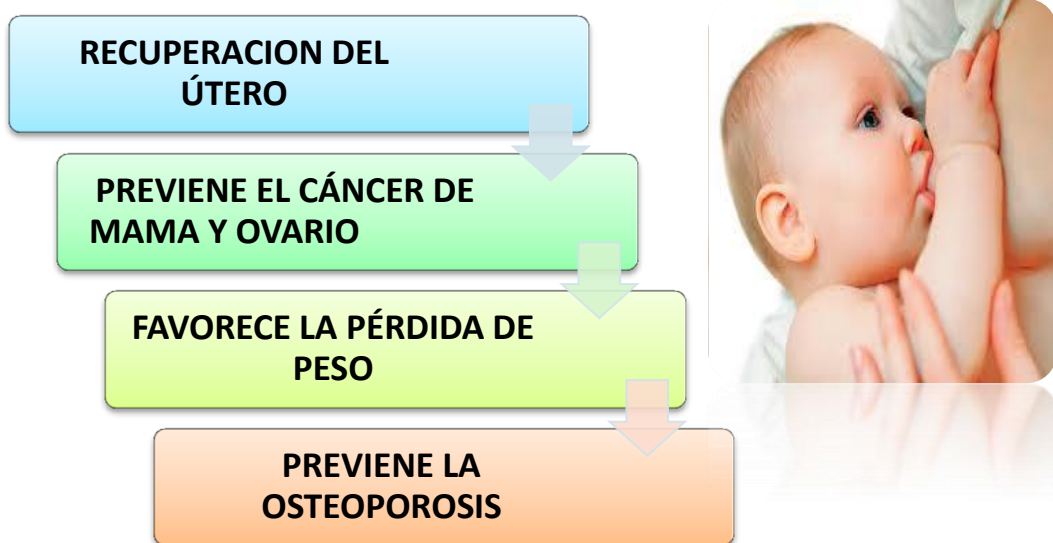 RECUPERACION DEL
ÚTERO
PREVIENE EL CÁNCER DE
MAMA Y OVARIO
FAVORECE LA PÉRDIDA DE
PESO
PREVIENE LA
OSTEOPOROSIS